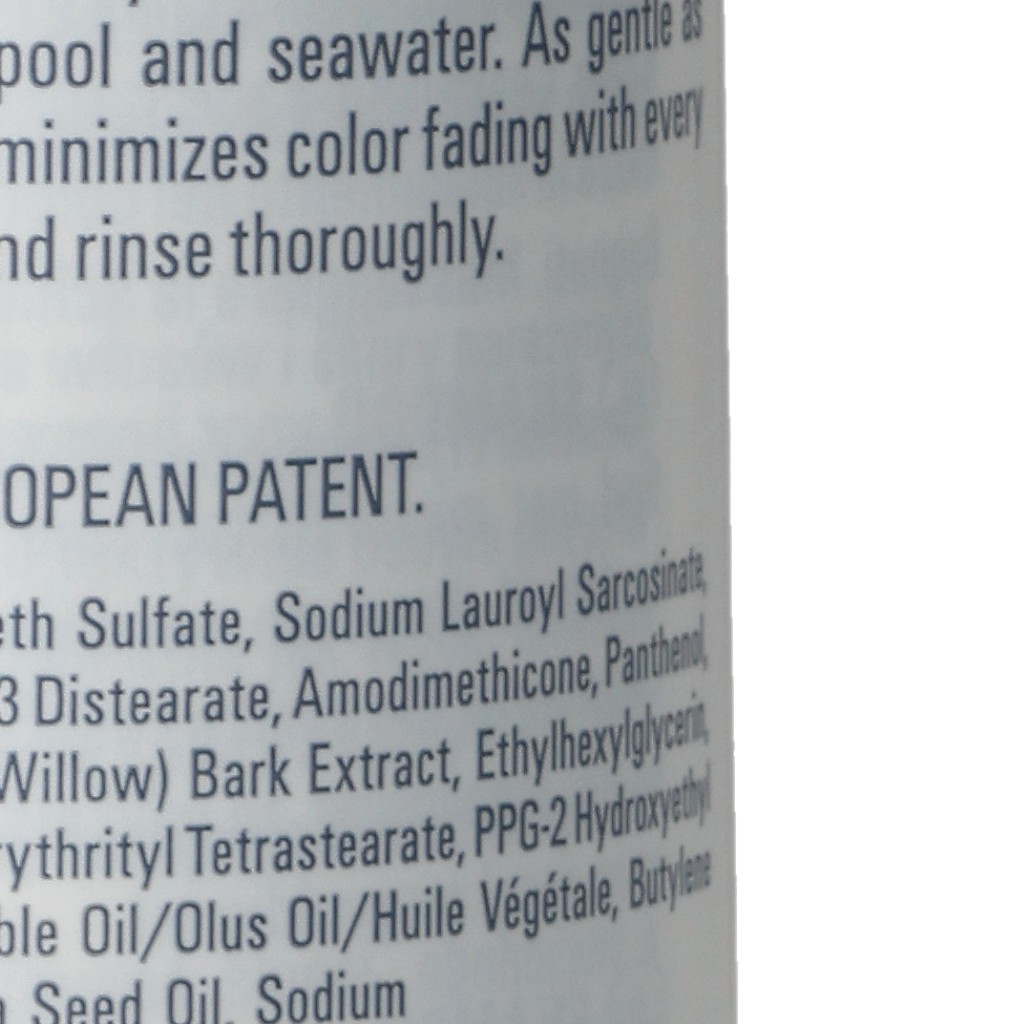 pool and seawater. As gentle as
minimizes color fading with every
nd rinse thoroughly.
OPEAN PATENT.
eth Sulfate, Sodium Lauroyl Sarcosinate,
3 Distearate, Amodimethicone, Panthenol,
Willow) Bark Extract, Ethylhexylglycerin,
rythrityl Tetrastearate, PPG-2 Hydroxyethyl
ble Oil/Olus Oil/Huile Végétale, Butylene
Seed Oil, Sodium